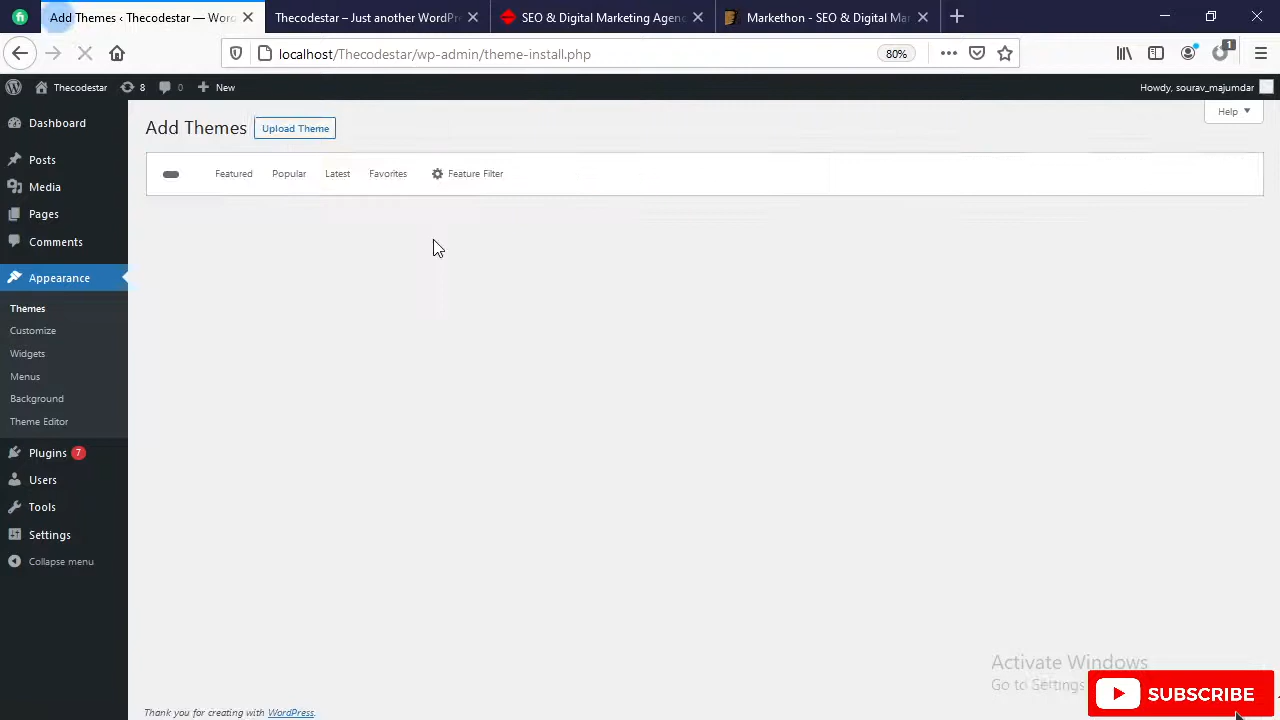 Add Themes ‹ Thecodestar — Wor
Thecodestar – Just another WordPr
SEO & Digital Marketing Agenc
Markethon - SEO & Digital Mar
localhost/Thecodestar/wp-admin/theme-install.php
80%
1
Thecodestar
8
0
New
Howdy, sourav_majumdar
Help
Dashboard
Add Themes
Upload Theme
Posts
Featured
Popular
Latest
Favorites
Feature Filter
Media
Pages
Comments
Appearance
Themes
Customize
Widgets
Menus
Background
Theme Editor
Plugins 7
Users
Tools
Settings
Collapse menu
Activate Windows
Go to Settings
SUBSCRIBE
Thank you for creating with WordPress.